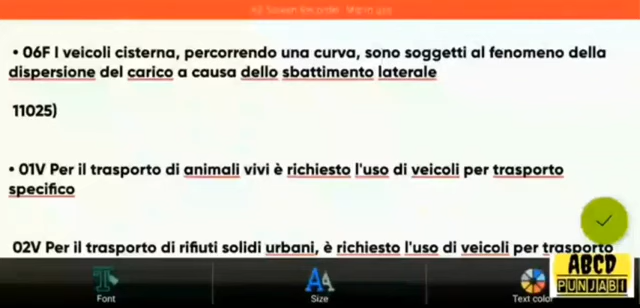 AZ Screen Recorder
• 06F I veicoli cisterna, percorrendo una curva, sono soggetti al fenomeno della
dispersione del carico a causa dello sbattimento laterale
11025)
• 01V Per il trasporto di animali vivi è richiesto l'uso di veicoli per trasporto
specifico
02V Per il trasporto di rifiuti solidi urbani, è richiesto l'uso di veicoli per trasporto
Font
Size
Text color
ABCD
PUNJABI